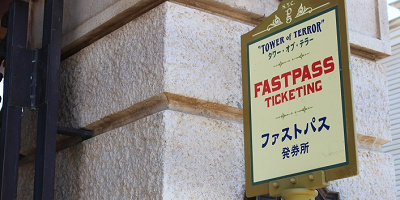 "TOWER of TERROR"
タワー・オブ・テラー
FASTPASS
TICKETING
ファストパス
発券所